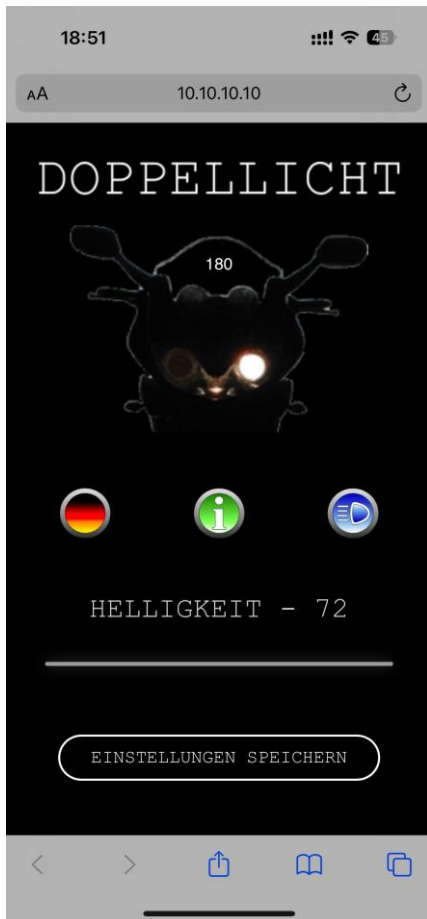 18:51
45
AA
10.10.10.10
DOPPELLICHT
180
i
HELLIGKEIT - 72
EINSTELLUNGEN SPEICHERN